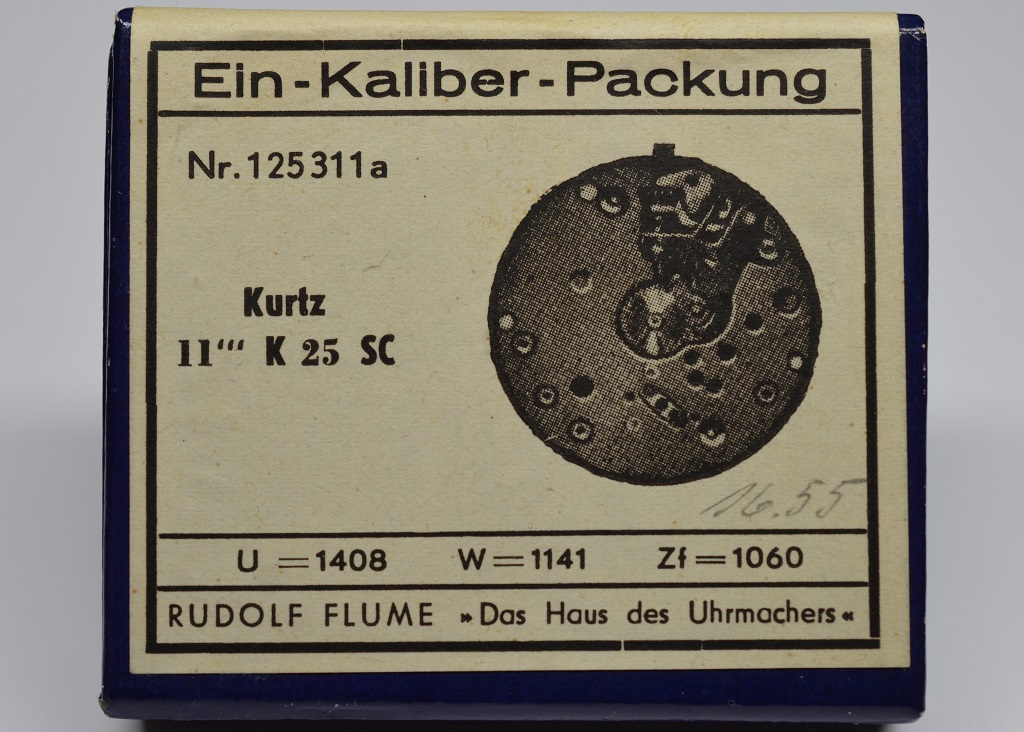 Ein-Kaliber-Packung
Nr. 125311a
Kurtz
11''' K 25 SC
16.55
U = 1408 W = 1141 Zf = 1060
RUDOLF FLUME »Das Haus des Uhrmachers«